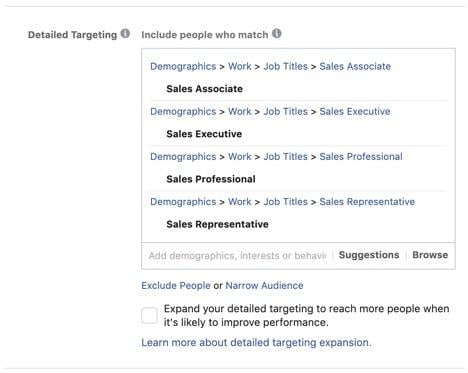 Detailed Targeting
Include people who match
Demographics > Work > Job Titles > Sales Associate
Sales Associate
Demographics > Work > Job Titles > Sales Executive
Sales Executive
Demographics > Work > Job Titles > Sales Professional
Sales Professional
Demographics > Work > Job Titles > Sales Representative
Sales Representative
Add demographics, interests or behavi
Suggestions
Browse
Exclude People or Narrow Audience
Expand your detailed targeting to reach more people when
it's likely to improve performance.
Learn more about detailed targeting expansion.